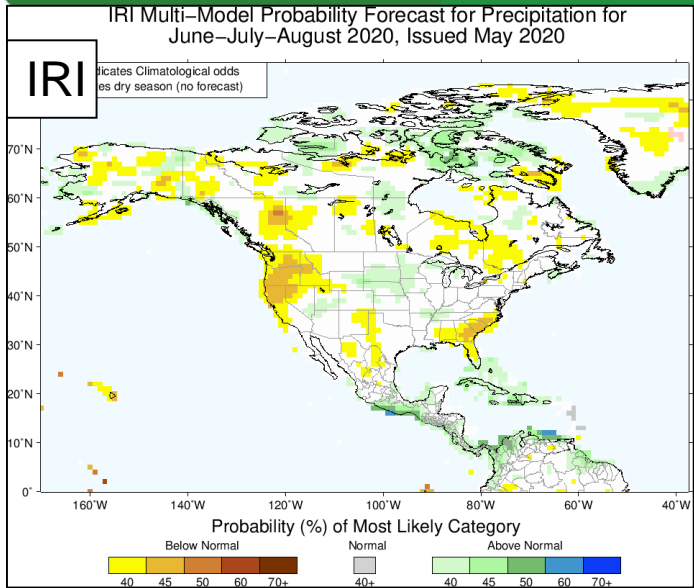 IRI Multi−Model Probability Forecast for Precipitation for
June−July−August 2020, Issued May 2020
IRI
dicates Climatological odds
es dry season (no forecast)
70°N
60°N
50°N
40°N
30°N
20°N
10°N
0°
160°W 140°W 120°W 100°W 80°W 60°W 40°W
Probability (%) of Most Likely Category
Below Normal Normal Above Normal
40 45 50 60 70+ 40+ 40 45 50 60 70+